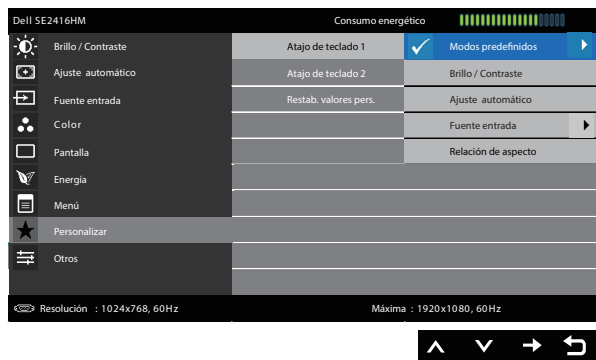 Dell SE2416HM Consumo energético
Brillo / Contraste Atajo de teclado 1 Modos predefinidos
Ajuste automático Atajo de teclado 2 Brillo / Contraste
Fuente entrada Restab. valores pers. Ajuste automático
Color Fuente entrada
Pantalla Relación de aspecto
Energía
Menú
Personalizar
Otros
Resolución : 1024x768, 60Hz Máxima : 1920x1080, 60Hz